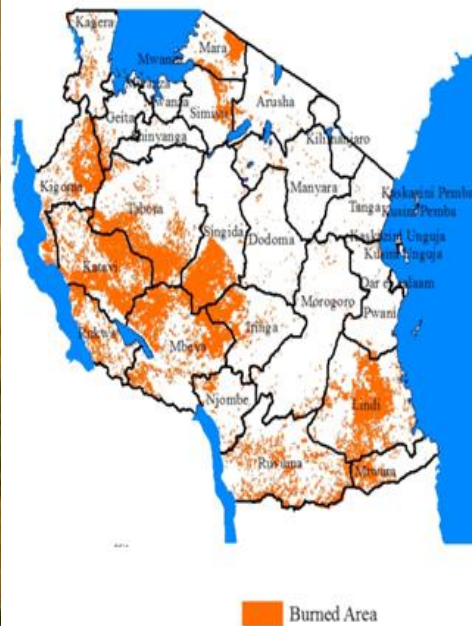 Kagera
Mara
Mwanza
Mwanza
Simiyu
Arusha
Geita
Shinyanga
Kilimanjaro
Kigoma
Manyara
Tabora
Tanga
Kaskazini Pemba
Kusini Pemba
Singida
Dodoma
Kaskazini Unguja
Kusini Unguja
Katavi
Dar es salaam
Morogoro
Pwani
Rukwa
Mbeya
Iringa
Njombe
Lindi
Ruvuma
Mtwara
Burned Area